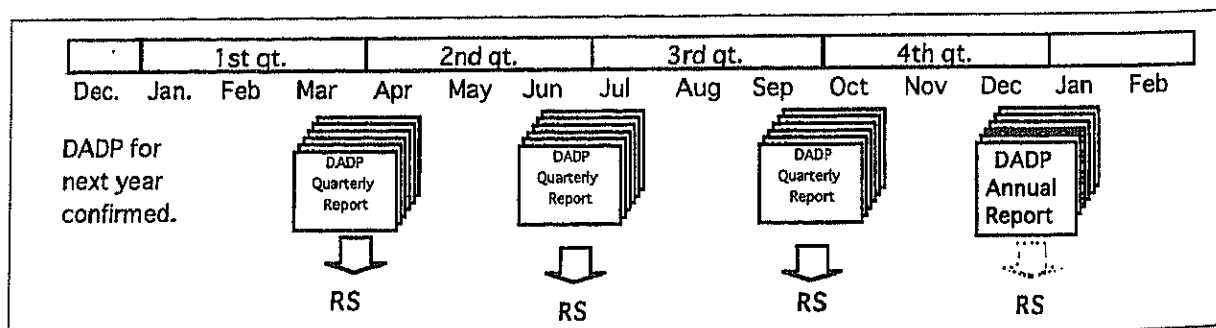 1st qt. 2nd qt. 3rd qt. 4th qt.
Dec. Jan. Feb Mar Apr May Jun Jul Aug Sep Oct Nov Dec Jan Feb
DADP for
next year
confirmed.
DADP
Quarterly
Report
RS
DADP
Quarterly
Report
RS
DADP
Quarterly
Report
RS
DADP
Annual
Report
RS